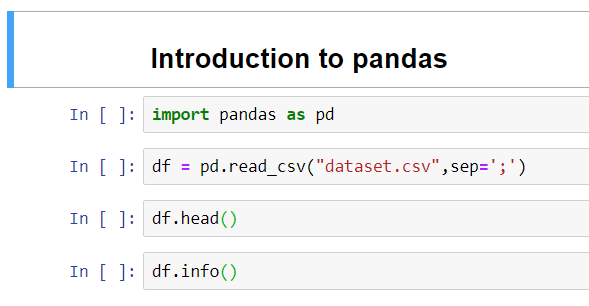 Introduction to pandas
In [ ]: import pandas as pd
In [ ]: df = pd.read_csv("dataset.csv",sep=';')
In [ ]: df.head()
In [ ]: df.info()